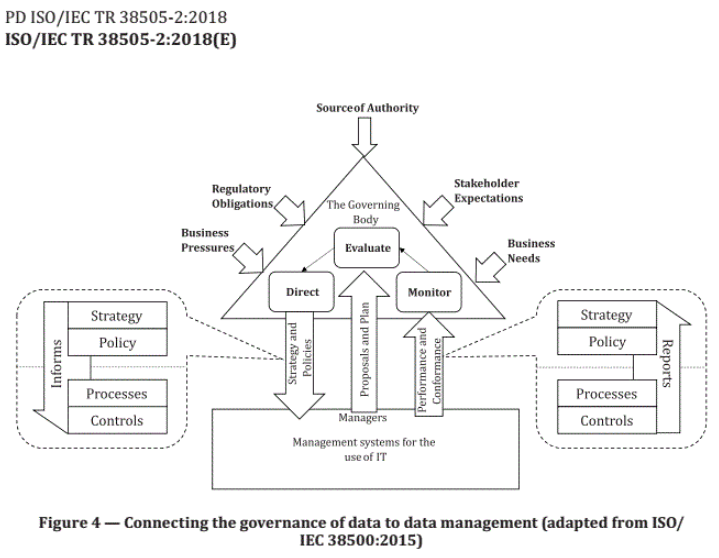 PD ISO/IEC TR 38505-2:2018
ISO/IEC TR 38505-2:2018(E)
Source of Authority
Regulatory
Obligations
Stakeholder
Expectations
The Governing
Body
Business
Pressures
Evaluate
Business
Needs
Direct
Monitor
Informs
Strategy
Policy
Processes
Controls
Strategy and
Policies
Proposals and Plan
Performance and
Conformance
Strategy
Policy
Processes
Controls
Reports
Managers
Management systems for the
use of IT
Figure 4 — Connecting the governance of data to data management (adapted from ISO/
IEC 38500:2015)